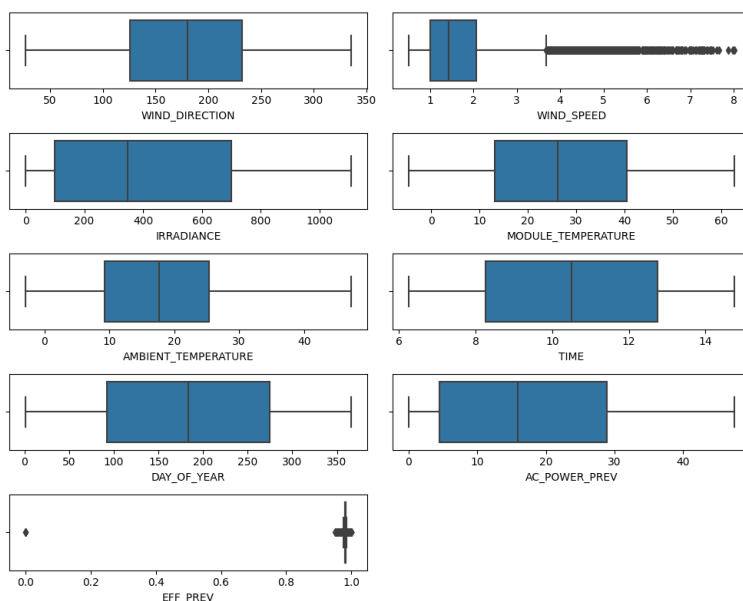 50 100 150 200 250 300 350
WIND_DIRECTION
1 2 3 4 5 6 7 8
WIND_SPEED
0 200 400 600 800 1000
IRRADIANCE
0 10 20 30 40 50 60
MODULE_TEMPERATURE
0 10 20 30 40
AMBIENT_TEMPERATURE
6 8 10 12 14
TIME
0 50 100 150 200 250 300 350
DAY_OF_YEAR
0 10 20 30 40
AC_POWER_PREV
0.0 0.2 0.4 0.6 0.8 1.0
EFF_PREV